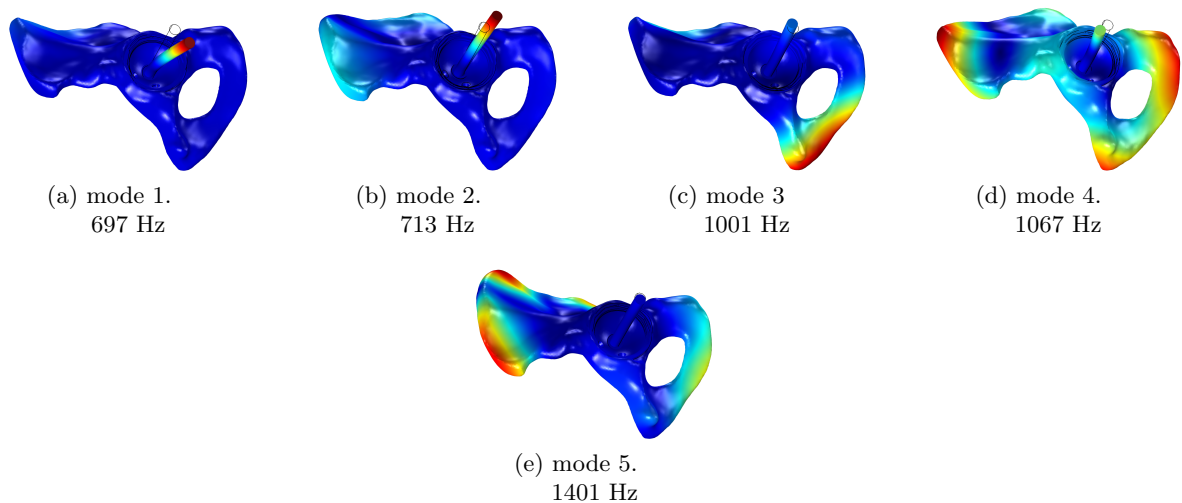 (a) mode 1.
697 Hz
(b) mode 2.
713 Hz
(c) mode 3
1001 Hz
(d) mode 4.
1067 Hz
(e) mode 5.
1401 Hz